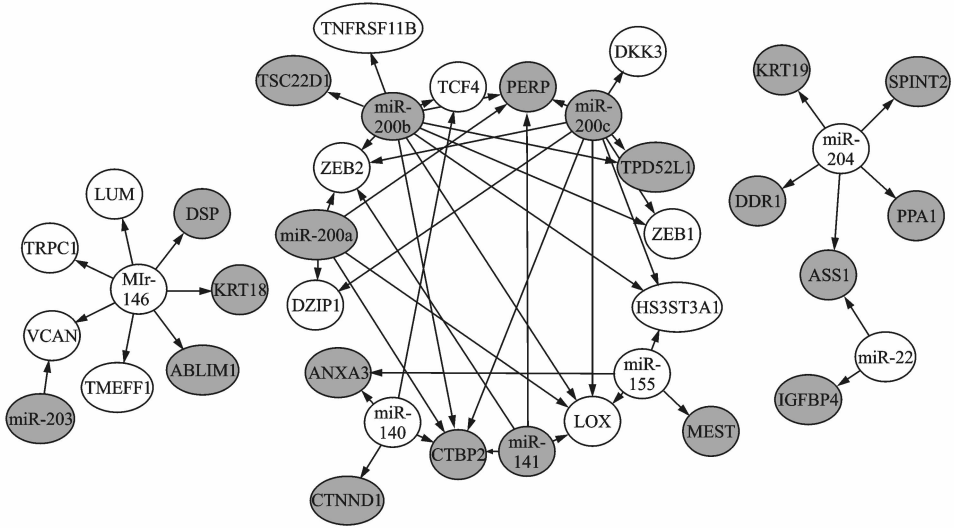 TNFRSF11B
TSC22D1
TCF4
PERP
DKK3
miR-
200b
miR-
200c
ZEB2
TPD52L1
miR-200a
ZEB1
DZIP1
HS3ST3A1
ANXA3
miR-
155
miR-
140
LOX
CTBP2
miR-
141
MEST
CTNND1
LUM
DSP
TRPC1
MIr-
146
KRT18
VCAN
TMEFF1
ABLIM1
miR-203
KRT19
SPINT2
miR-
204
DDR1
PPA1
ASS1
miR-22
IGFBP4